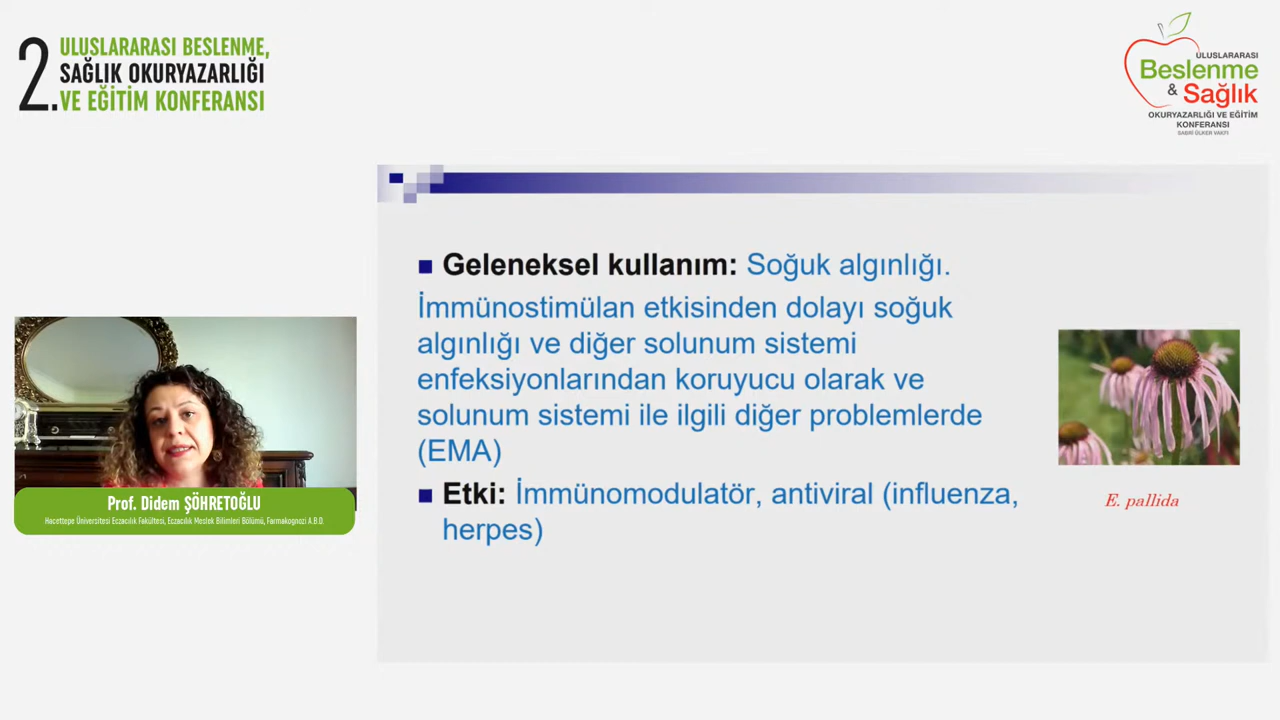 2.
ULUSLARARASI BESLENME,
SAĞLIK OKURYAZARLIĞI
VE EĞİTİM KONFERANSI
ULUSLARARASI
Beslenme
& Sağlık
OKURYAZARLIĞI VE EĞİTİM
KONFERANSI
SABRİ ÜLKER VAKFI
Geleneksel kullanım: Soğuk algınlığı.
İmmünostimülan etkisinden dolayı soğuk
algınlığı ve diğer solunum sistemi
enfeksiyonlarından koruyucu olarak ve
solunum sistemi ile ilgili diğer problemlerde
(EMA)
Etki: İmmünomodulatör, antiviral (influenza,
herpes)
E. pallida
Prof. Didem ŞÖHRETOĞLU
Hacettepe Üniversitesi Eczacılık Fakültesi, Eczacılık Meslek Bilimleri Bölümü, Farmakognozi A.B.D.